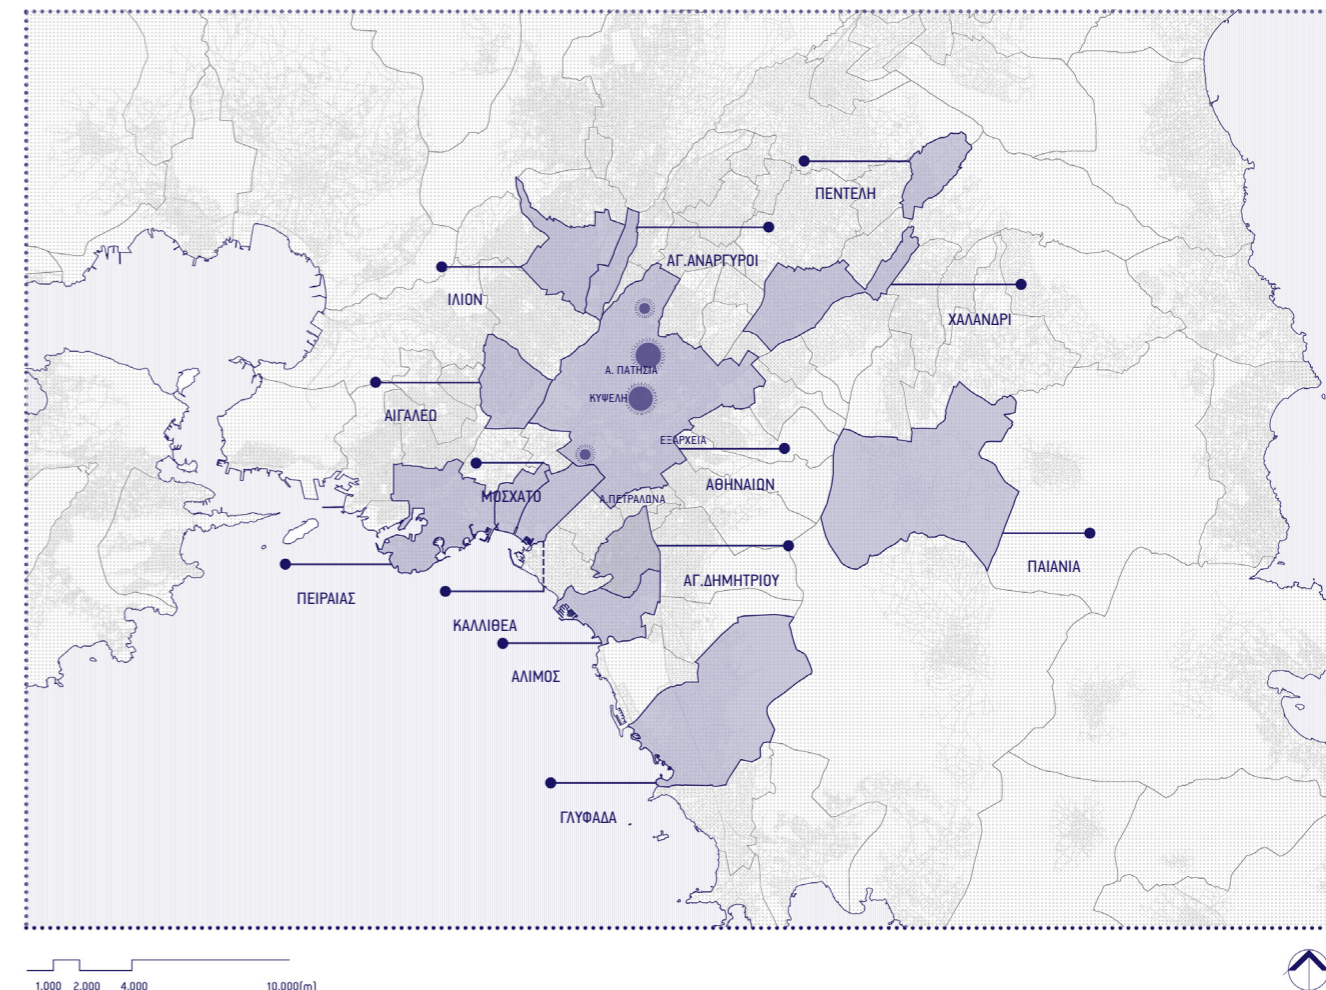 ΠΕΝΤΕΛΗ
ΑΓ.ΑΝΑΡΓΥΡΟΙ
ΙΛΙΟΝ
ΧΑΛΑΝΔΡΙ
Α. ΠΑΤΗΣΙΑ
ΚΥΨΕΛΗ
ΑΙΓΑΛΕΩ
ΕΞΑΡΧΕΙΑ
ΑΘΗΝΑΙΩΝ
ΜΟΣΧΑΤΟ
Α.ΠΕΤΡΑΛΩΝΑ
ΠΑΙΑΝΙΑ
ΑΓ.ΔΗΜΗΤΡΙΟΥ
ΠΕΙΡΑΙΑΣ
ΚΑΛΛΙΘΕΑ
ΑΛΙΜΟΣ
ΓΛΥΦΑΔΑ
1.000 2.000 4.000 10.000[m]